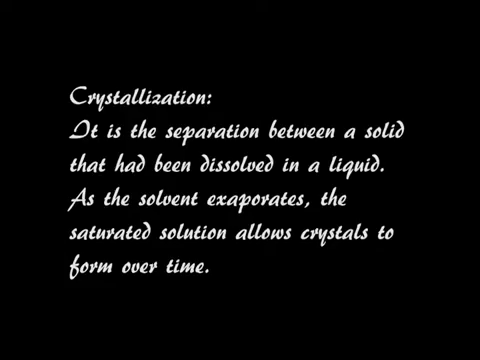 Crystallization:
It is the separation between a solid
that had been dissolved in a liquid.
As the solvent exaporates, the
saturated solution allows crystals to
form over time.